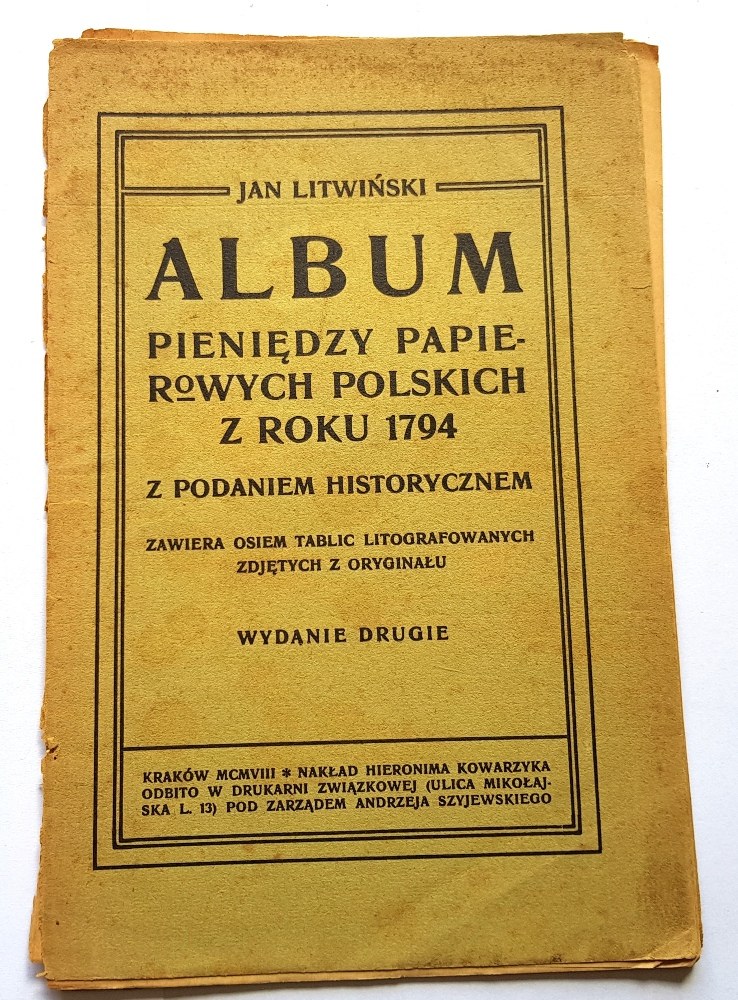 JAN LITWIŃSKI
ALBUM
PIENIĘDZY PAPIE-
ROWYCH POLSKICH
Z ROKU 1794
Z PODANIEM HISTORYCZNEM
ZAWIERA OSIEM TABLIC LITOGRAFOWANYCH
ZDJĘTYCH Z ORYGINAŁU
WYDANIE DRUGIE
KRAKÓW MCMVIII * NAKŁAD HIERONIMA KOWARZYKA
ODBITO W DRUKARNI ZWIĄZKOWEJ (ULICA MIKOŁAJ-
SKA L. 13) POD ZARZĄDEM ANDRZEJA SZYJEWSKIEGO